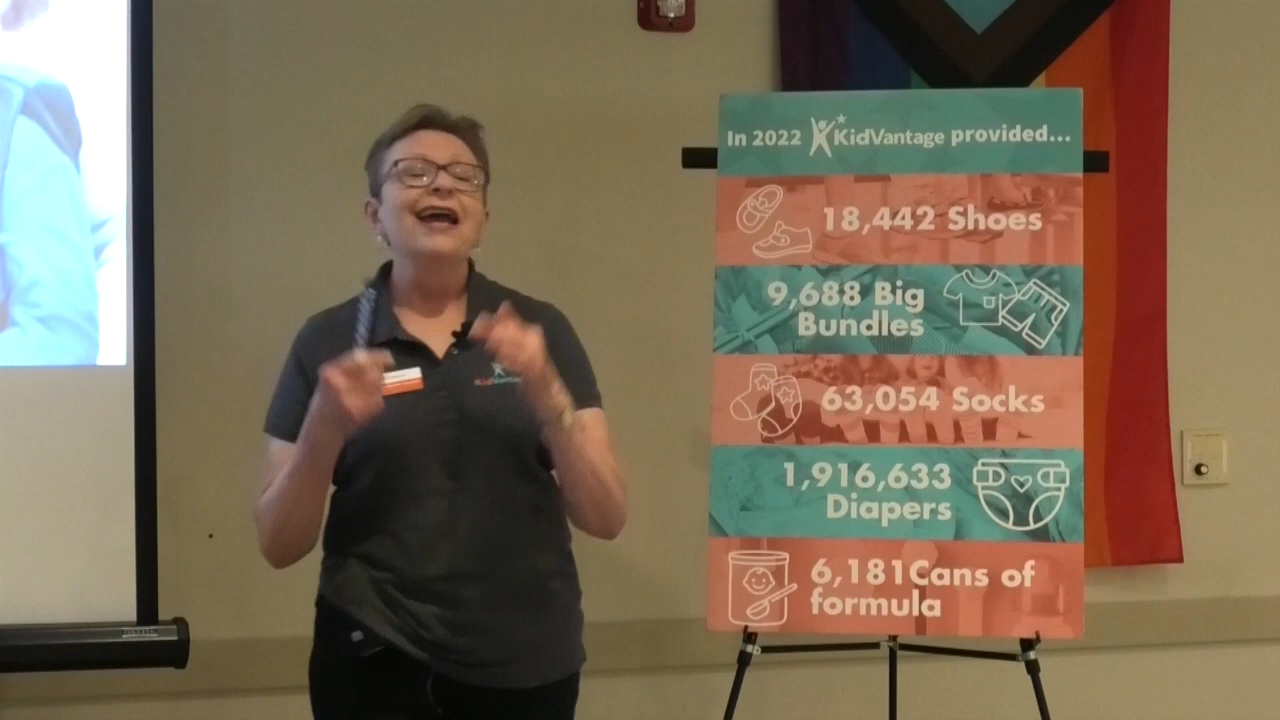 In 2022 KidVantage provided...
18,442 Shoes
9,688 Big
Bundles
63,054 Socks
1,916,633
Diapers
6,181Cans of
formula
KidVantage